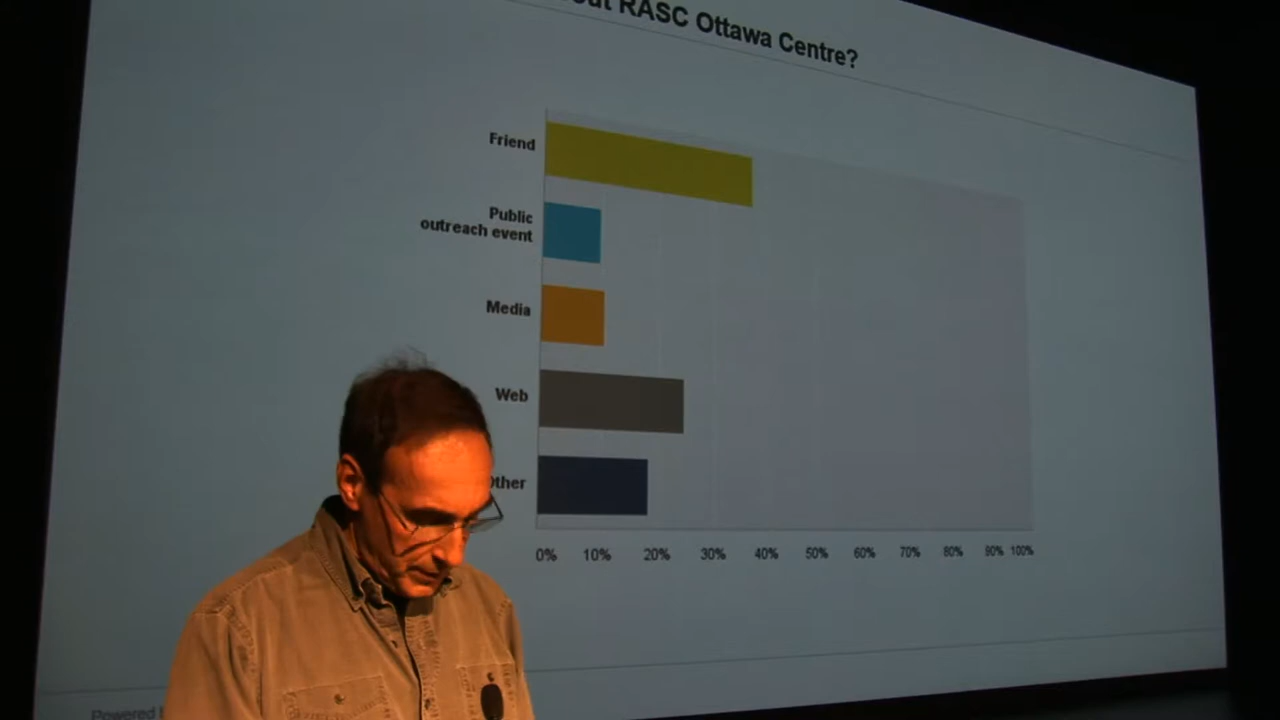 RASC Ottawa Centre?
Friend
Public
outreach event
Media
Web
Other
0% 10% 20% 30% 40% 50% 60% 70% 80% 90% 100%
Powered